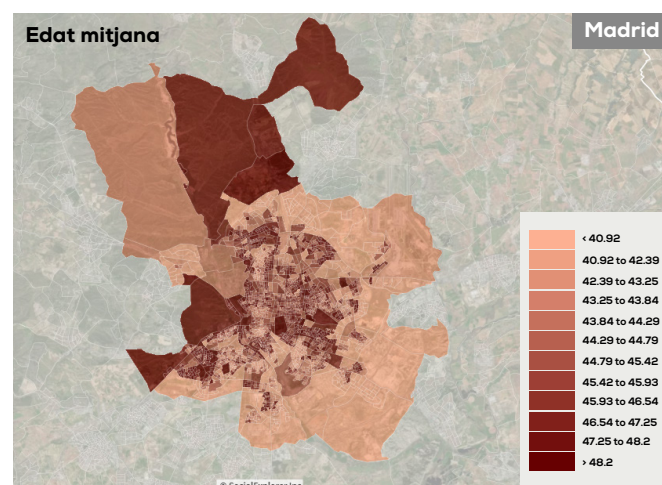 Edat mitjana
Madrid
< 40.92
40.92 to 42.39
42.39 to 43.25
43.25 to 43.84
43.84 to 44.29
44.29 to 44.79
44.79 to 45.42
45.42 to 45.93
45.93 to 46.54
46.54 to 47.25
47.25 to 48.2
> 48.2